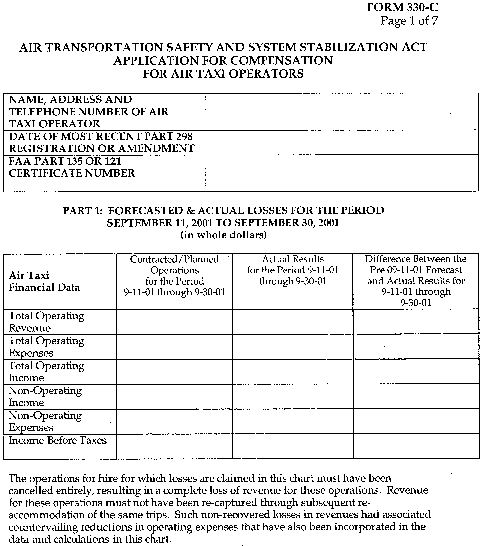 FORM 330-C
Page 1 of 7
AIR TRANSPORTATION SAFETY AND SYSTEM STABILIZATION ACT
APPLICATION FOR COMPENSATION
FOR AIR TAXI OPERATORS
NAME, ADDRESS AND
TELEPHONE NUMBER OF AIR
TAXI OPERATOR
DATE OF MOST RECENT PART 298
REGISTRATION OR AMENDMENT
FAA PART 135 OR 121
CERTIFICATE NUMBER
PART 1: FORECASTED & ACTUAL LOSSES FOR THE PERIOD
SEPTEMBER 11, 2001 TO SEPTEMBER 30, 2001
(in whole dollars)
Air Taxi
Financial Data
Contracted/Planned
Operations
for the Period
9-11-01 through 9-30-01
Actual Results
for the Period 9-11-01
through 9-30-01
Difference Between the
Pre 09-11-01 Forecast
and Actual Results for
9-11-01 through
9-30-01
Total Operating
Revenue
Total Operating
Expenses
Total Operating
Income
Non-Operating
Income
Non-Operating
Expenses
Income Before Taxes
The operations for hire for which losses are claimed in this chart must have been
cancelled entirely, resulting in a complete loss of revenue for those operations. Revenue
for these operations must not have been re-captured through subsequent re-
accommodation of the same trips. Such non-recovered losses in revenues had associated
countervailing reductions in operating expenses that have also been incorporated in the
data and calculations in this chart.